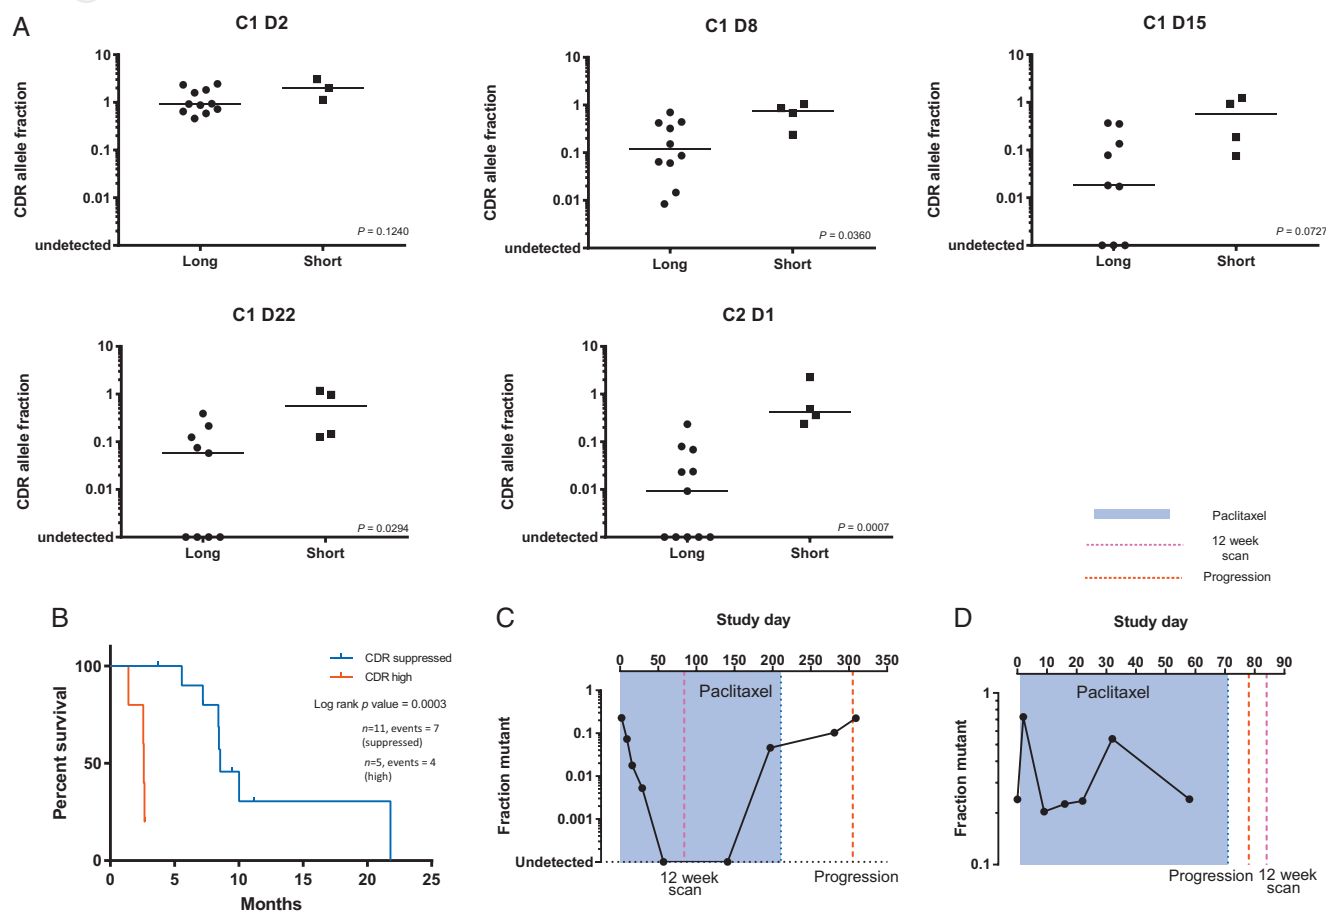 A
C1 D2
CDR allele fraction
10
1
0.1
0.01
undetected
P = 0.1240
Long
Short
C1 D8
CDR allele fraction
10
1
0.1
0.01
undetected
P = 0.0360
Long
Short
C1 D15
CDR allele fraction
10
1
0.1
0.01
undetected
P = 0.0727
Long
Short
C1 D22
CDR allele fraction
10
1
0.1
0.01
undetected
P = 0.0294
Long
Short
C2 D1
CDR allele fraction
10
1
0.1
0.01
undetected
P = 0.0007
Long
Short
Paclitaxel
12 week
scan
Progression
B
Percent survival
100
50
0
0 5 10 15 20 25
Months
CDR suppressed
CDR high
Log rank p value = 0.0003
n=11, events = 7
(suppressed)
n=5, events = 4
(high)
C
Study day
0 50 100 150 200 250 300 350
Paclitaxel
Fraction mutant
1
0.1
0.01
0.001
Undetected
12 week
scan
Progression
D
Study day
0 10 20 30 40 50 60 70 80 90
Paclitaxel
Fraction mutant
1
0.1
Progression
12 week
scan